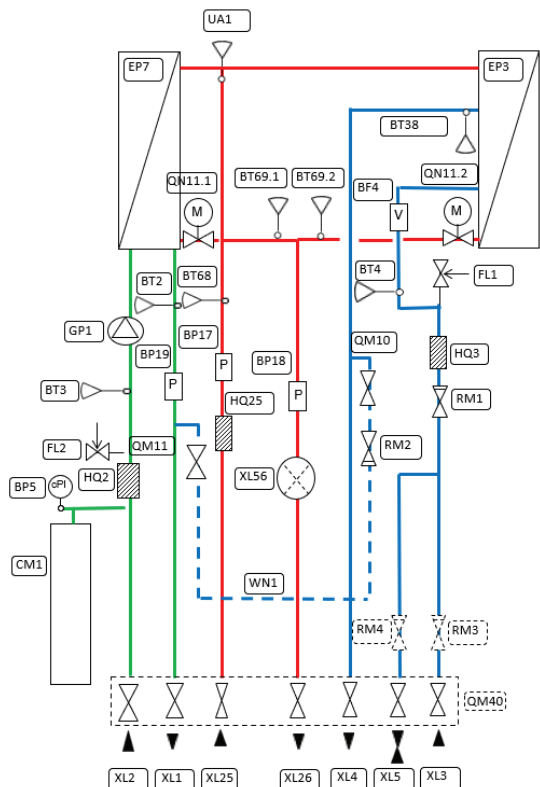 UA1
EP7
EP3
BT38
QN11.1
BT69.1
BT69.2
BF4
QN11.2
M
V
M
BT2
BT68
BT4
FL1
GP1
BP17
QM10
BP19
BP18
HQ3
P
P
P
BT3
HQ25
RM1
FL2
QM11
RM2
BP5
dPI
HQ2
XL56
CM1
WN1
RM4
RM3
QM40
XL2
XL1
XL25
XL26
XL4
XL5
XL3